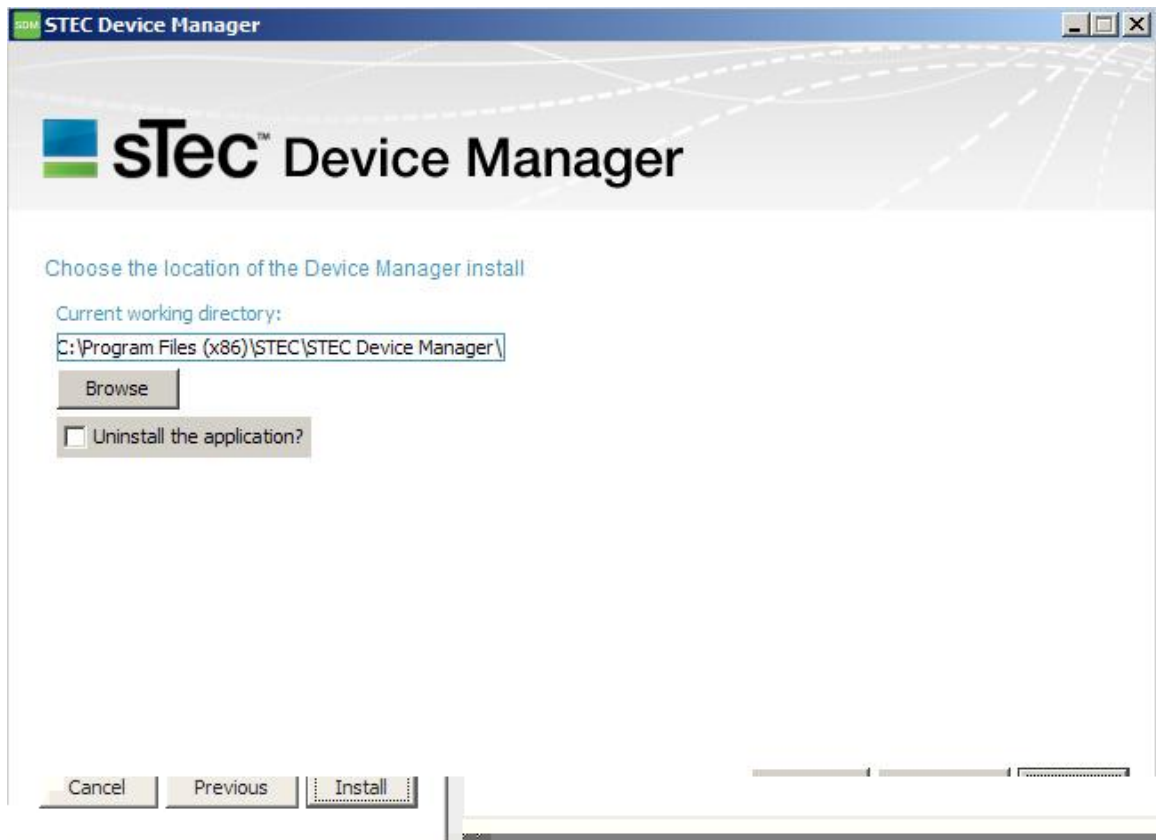 SDM STEC Device Manager
sTec™ Device Manager
Choose the location of the Device Manager install
Current working directory:
C:\Program Files (x86)\STEC\STEC Device Manager\
Browse
Uninstall the application?
Cancel Previous Install